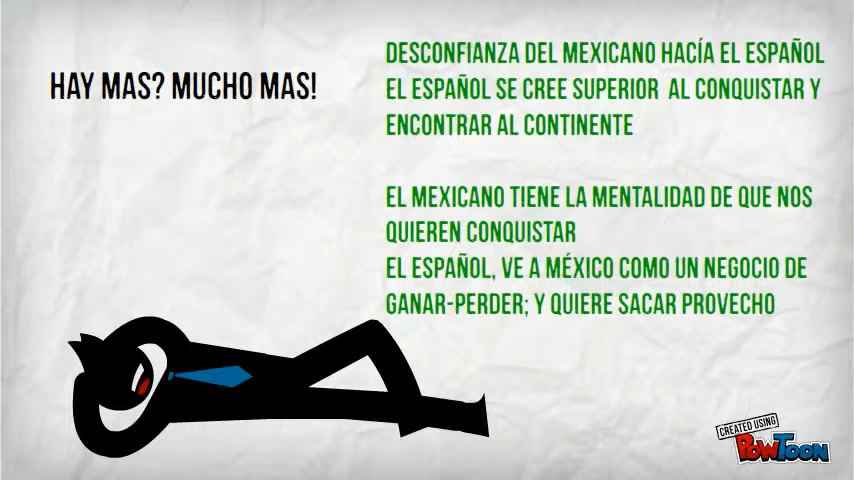 HAY MAS? MUCHO MAS!
DESCONFIANZA DEL MEXICANO HACÍA EL ESPAÑOL
EL ESPAÑOL SE CREE SUPERIOR AL CONQUISTAR Y
ENCONTRAR AL CONTINENTE
EL MEXICANO TIENE LA MENTALIDAD DE QUE NOS
QUIEREN CONQUISTAR
EL ESPAÑOL, VE A MÉXICO COMO UN NEGOCIO DE
GANAR-PERDER; Y QUIERE SACAR PROVECHO
CREATED USING
POWTOON